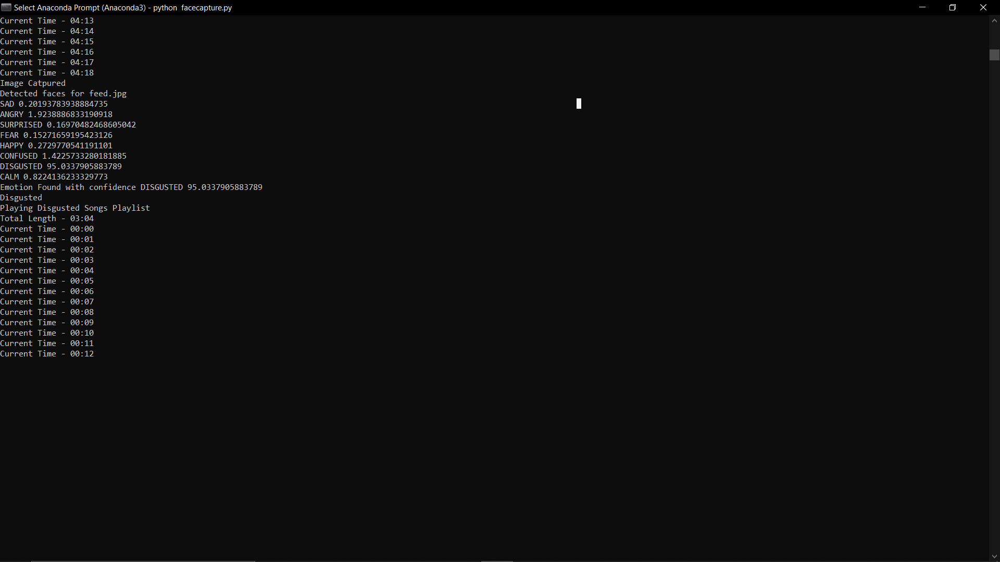 Select Anaconda Prompt (Anaconda3) - python  facecapture.py
Current Time - 04:13
Current Time - 04:14
Current Time - 04:15
Current Time - 04:16
Current Time - 04:17
Current Time - 04:18
Image Catpured
Detected faces for feed.jpg
SAD 0.20193783938884735
ANGRY 1.9238886833190918
SURPRISED 0.16970482468605042
FEAR 0.15271659195423126
HAPPY 0.2729770541191101
CONFUSED 1.4225733280181885
DISGUSTED 95.0337905883789
CALM 0.8224136233329773
Emotion Found with confidence DISGUSTED 95.0337905883789
Disgusted
Playing Disgusted Songs Playlist
Total Length - 03:04
Current Time - 00:00
Current Time - 00:01
Current Time - 00:02
Current Time - 00:03
Current Time - 00:04
Current Time - 00:05
Current Time - 00:06
Current Time - 00:07
Current Time - 00:08
Current Time - 00:09
Current Time - 00:10
Current Time - 00:11
Current Time - 00:12